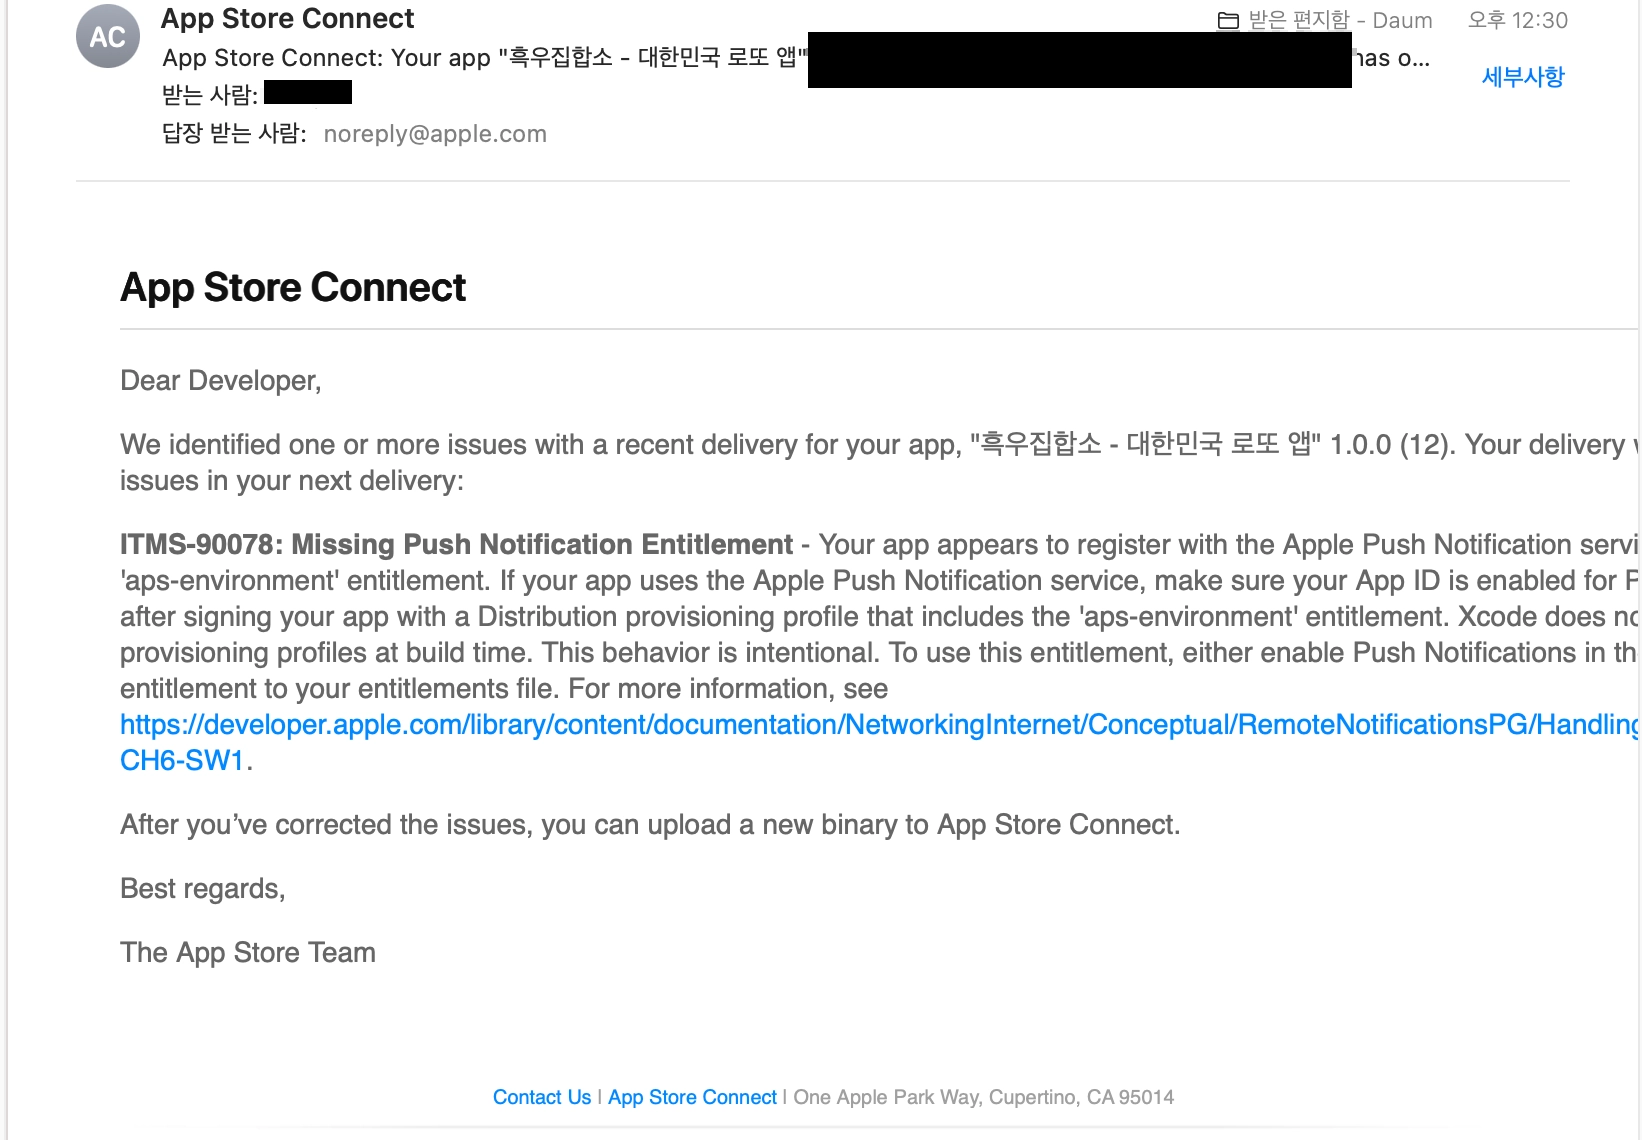 AC
App Store Connect
받은 편지함 - Daum
오후 12:30
App Store Connect: Your app "흑우집합소 - 대한민국 로또 앱"
has o...
세부사항
받는 사람:
답장 받는 사람: noreply@apple.com
App Store Connect
Dear Developer,
We identified one or more issues with a recent delivery for your app, "흑우집합소 - 대한민국 로또 앱" 1.0.0 (12). Your delivery
issues in your next delivery:
ITMS-90078: Missing Push Notification Entitlement - Your app appears to register with the Apple Push Notification servi
'aps-environment' entitlement. If your app uses the Apple Push Notification service, make sure your App ID is enabled for P
after signing your app with a Distribution provisioning profile that includes the 'aps-environment' entitlement. Xcode does no
provisioning profiles at build time. This behavior is intentional. To use this entitlement, either enable Push Notifications in th
entitlement to your entitlements file. For more information, see
https://developer.apple.com/library/content/documentation/NetworkingInternet/Conceptual/RemoteNotificationsPG/Handling
CH6-SW1.
After you’ve corrected the issues, you can upload a new binary to App Store Connect.
Best regards,
The App Store Team
Contact Us | App Store Connect | One Apple Park Way, Cupertino, CA 95014